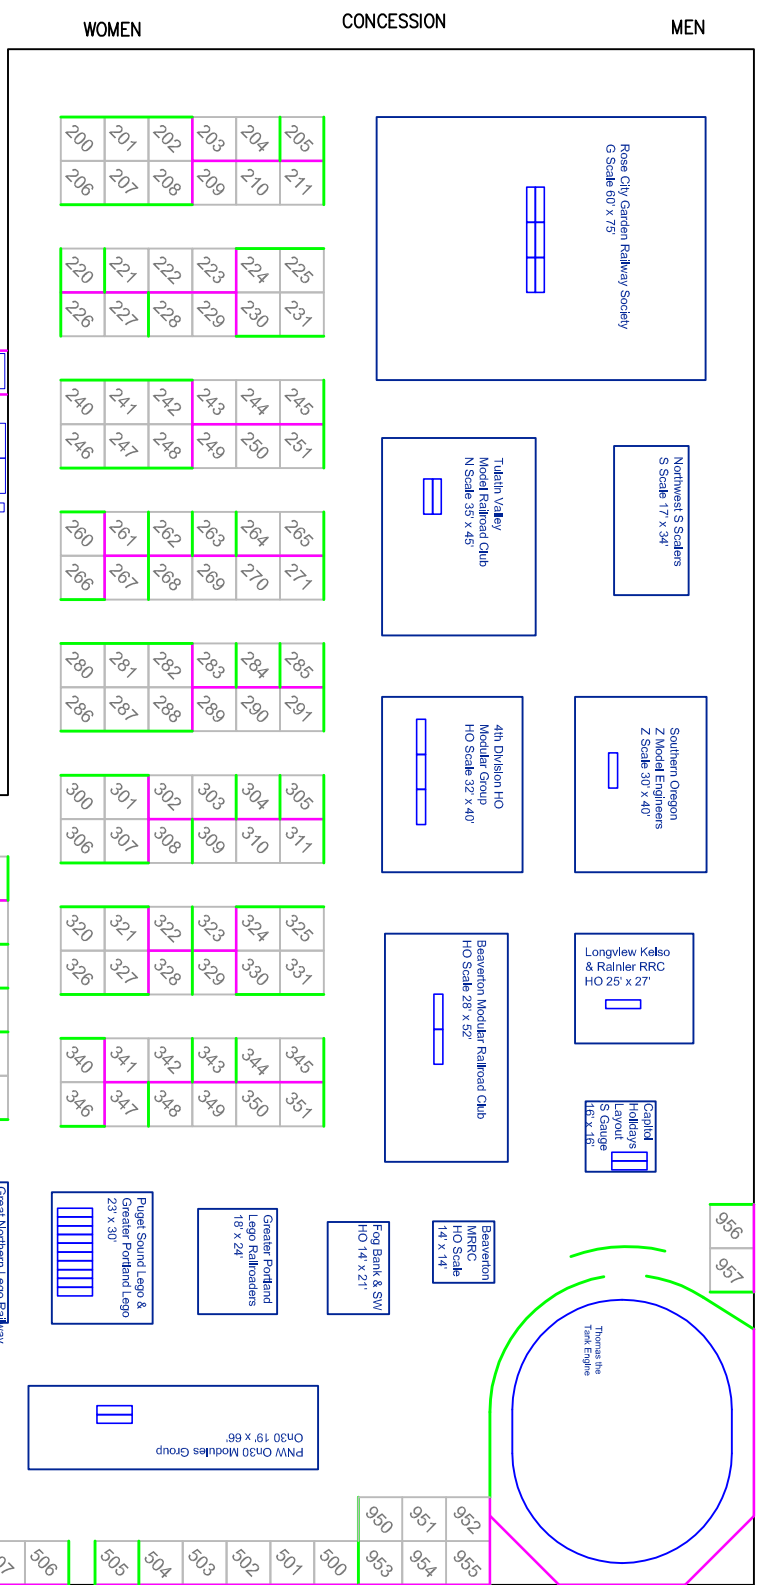 WOMEN
CONCESSION
MEN
200 201 202 203 204 205
206 207 208 209 210 211
Rose City Garden Railway Society
G Scale 60' x 75'
220 221 222 223 224 225
226 227 228 229 230 231
240 241 242 243 244 245
246 247 248 249 250 251
Tulatin Valley
Model Railroad Club
N Scale 35' x 45'
Northwest S Scalers
S Scale 17' x 34'
260 261 262 263 264 265
266 267 268 269 270 271
280 281 282 283 284 285
286 287 288 289 290 291
4th Division HO
Modular Group
HO Scale 32' x 40'
Southern Oregon
Z Model Engineers
Z Scale 30' x 40'
300 301 302 303 304 305
306 307 308 309 310 311
320 321 322 323 324 325
326 327 328 329 330 331
Beaverton Modular Railroad Club
HO Scale 28' x 52'
Longview Kelso
& Rainier RRC
HO 25' x 27'
340 341 342 343 344 345
346 347 348 349 350 351
Capitol
Holidays
Layout
S Gauge
16' x 16'
Great Northern Lego Railway
Puget Sound Lego &
Greater Portland Lego
23' x 30'
Greater Portland
Lego Railroaders
18' x 24'
Fog Bank & SW
HO 14' x 21'
Beaverton
MRRC
HO Scale
14' x 14'
956
957
Thomas the
Tank Engine
PNW On30 Modules Group
On30 19' x 66'
950 951 952
07 506 505 504 503 502 501 500 953 954 955